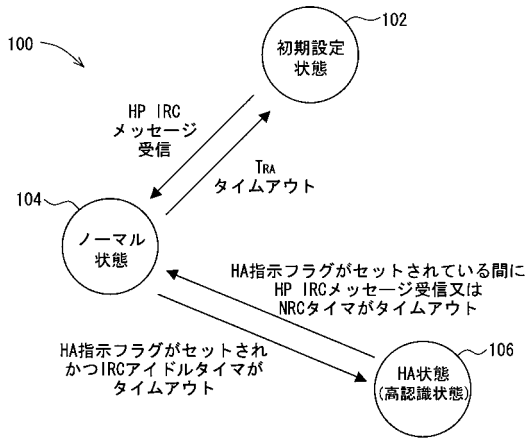 102
100
初期設定
状態
HP IRC
メッセージ
受信
TRA
タイムアウト
104
ノーマル
状態
HA指示フラグがセットされている間に
HP IRCメッセージ受信又は
NRCタイマがタイムアウト
HA指示フラグがセットされ
かつIRCアイドルタイマが
タイムアウト
106
HA状態
(高認識状態)